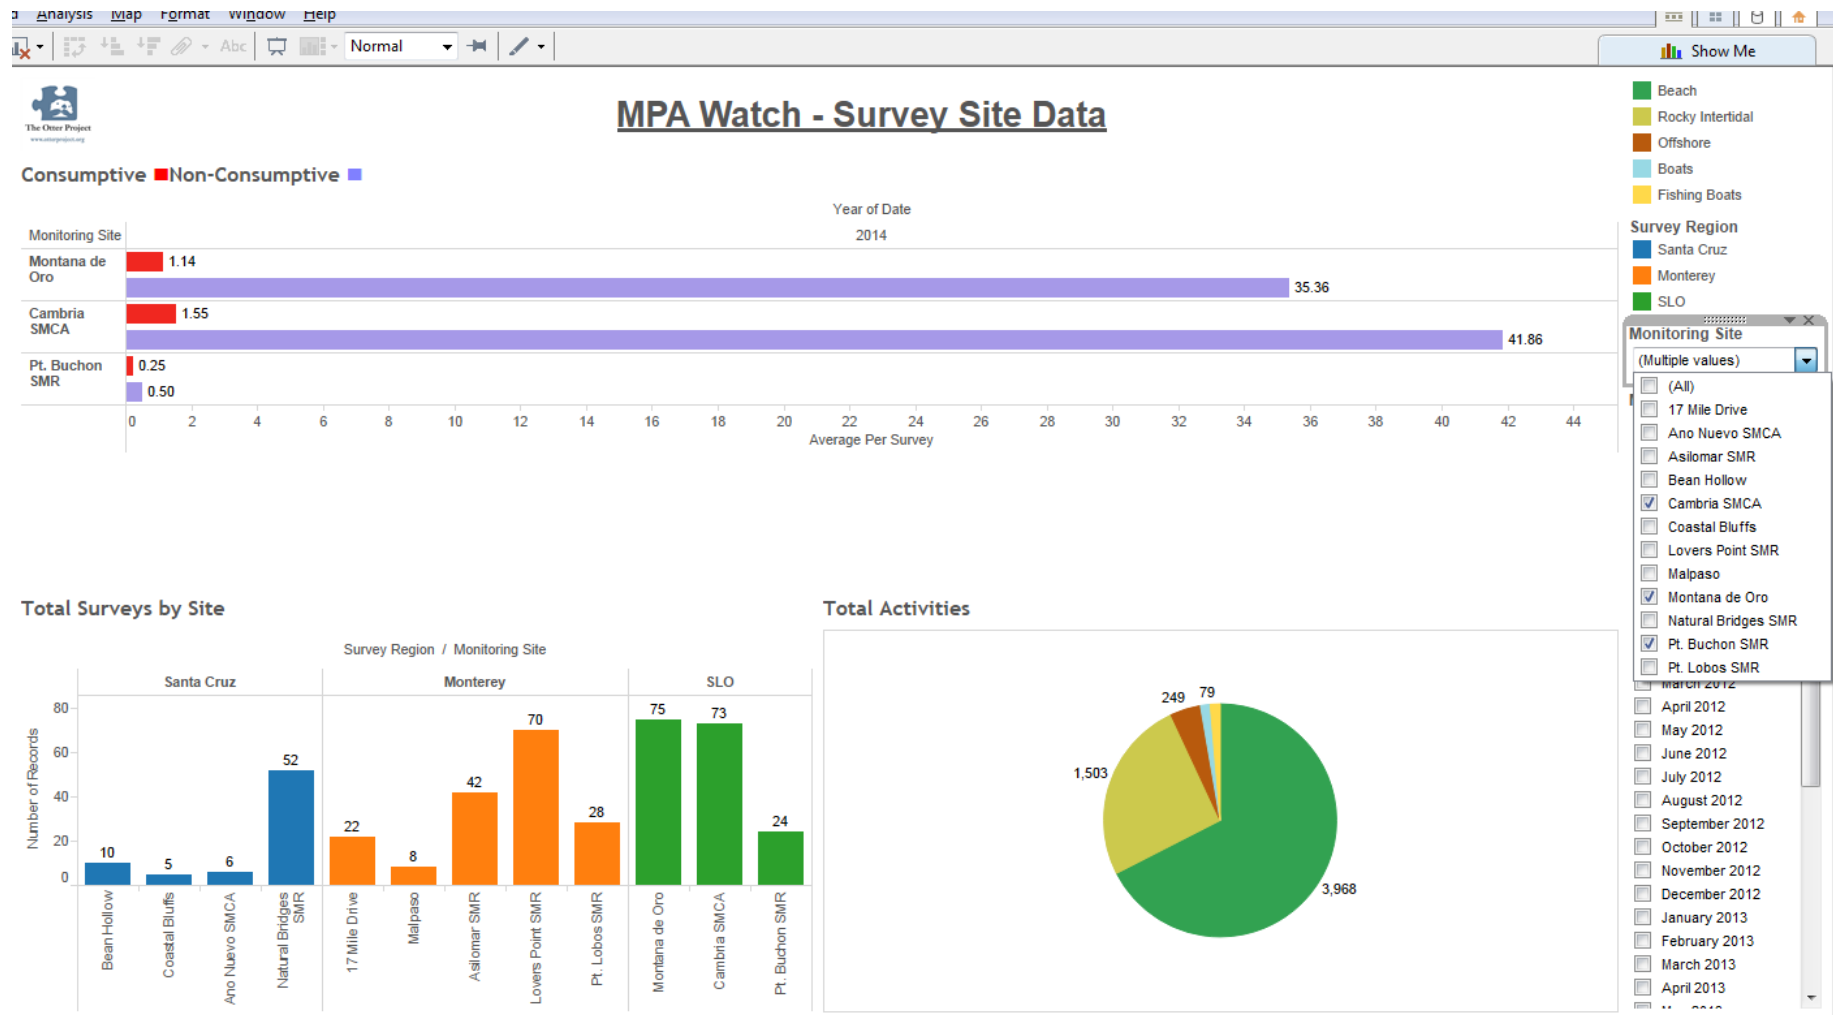 Analysis Map Format Window Help
Abc Normal
Show Me
The Otter Project
www.otterproject.org
MPA Watch - Survey Site Data
Consumptive Non-Consumptive
Year of Date
Monitoring Site 2014
Montana de Oro 1.14
35.36
Cambria SMCA 1.55
41.86
Pt. Buchon SMR 0.25
0.50
0 2 4 6 8 10 12 14 16 18 20 22 24 26 28 30 32 34 36 38 40 42 44
Average Per Survey
Beach
Rocky Intertidal
Offshore
Boats
Fishing Boats
Survey Region
Santa Cruz
Monterey
SLO
Monitoring Site
(Multiple values)
(All)
17 Mile Drive
Ano Nuevo SMCA
Asilomar SMR
Bean Hollow
Cambria SMCA
Coastal Bluffs
Lovers Point SMR
Malpaso
Montana de Oro
Natural Bridges SMR
Pt. Buchon SMR
Pt. Lobos SMR
March 2012
April 2012
May 2012
June 2012
July 2012
August 2012
September 2012
October 2012
November 2012
December 2012
January 2013
February 2013
March 2013
April 2013
Total Surveys by Site
Survey Region / Monitoring Site
Santa Cruz Monterey SLO
Number of Records
80
60
40
20
0
10 5 6 52 22 8 42 70 28 75 73 24
Bean Hollow
Coastal Bluffs
Ano Nuevo SMCA
Natural Bridges SMR
17 Mile Drive
Malpaso
Asilomar SMR
Lovers Point SMR
Pt. Lobos SMR
Montana de Oro
Cambria SMCA
Pt. Buchon SMR
Total Activities
249 79
1,503
3,968